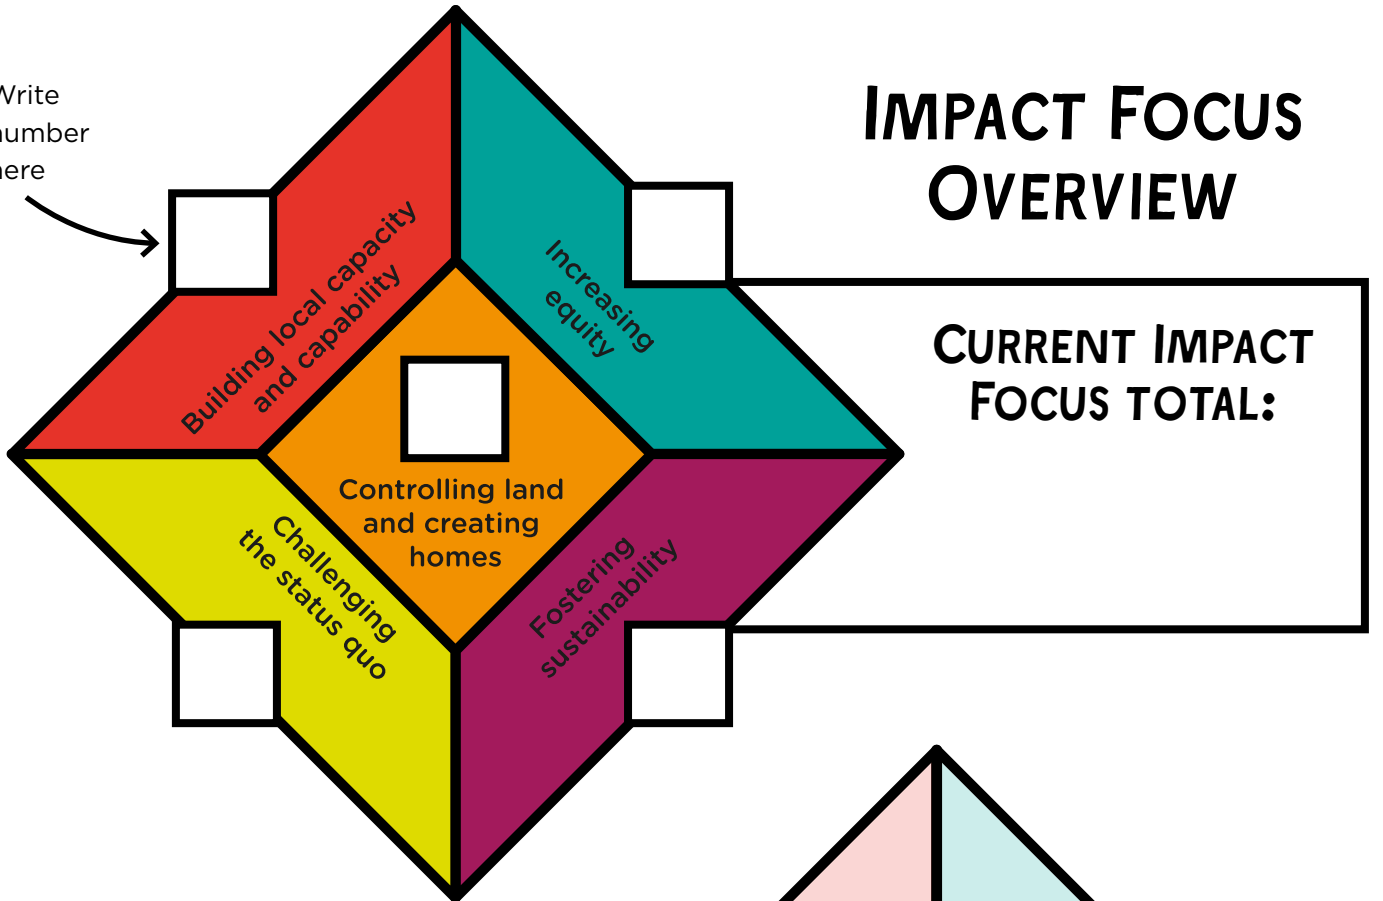 Write
number
here
IMPACT FOCUS
OVERVIEW
Building local capacity
and capability
Increasing
equity
CURRENT IMPACT
FOCUS TOTAL:
Controlling land
and creating
homes
Challenging
the status quo
Fostering
sustainability